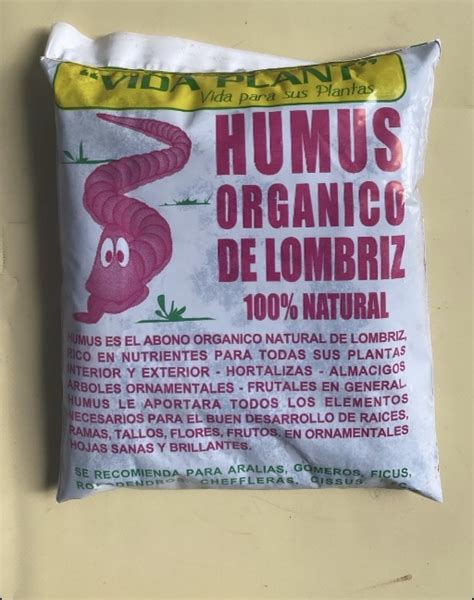 "VIDA PLANT"
Vida para sus Plantas
HUMUS
ORGANICO
DE LOMBRIZ
100% NATURAL
HUMUS ES EL ABONO ORGANICO NATURAL DE LOMBRIZ,
RICO EN NUTRIENTES PARA TODAS SUS PLANTAS
INTERIOR Y EXTERIOR - HORTALIZAS - ALMACIGOS
ARBOLES ORNAMENTALES - FRUTALES EN GENERAL
HUMUS LE APORTARA TODOS LOS ELEMENTOS
NECESARIOS PARA EL BUEN DESARROLLO DE RAICES,
RAMAS, TALLOS, FLORES, FRUTOS. EN ORNAMENTALES
HOJAS SANAS Y BRILLANTES.
SE RECOMIENDA PARA ARALIAS, GOMEROS, FICUS,
CHEFFLERAS, CISSUS